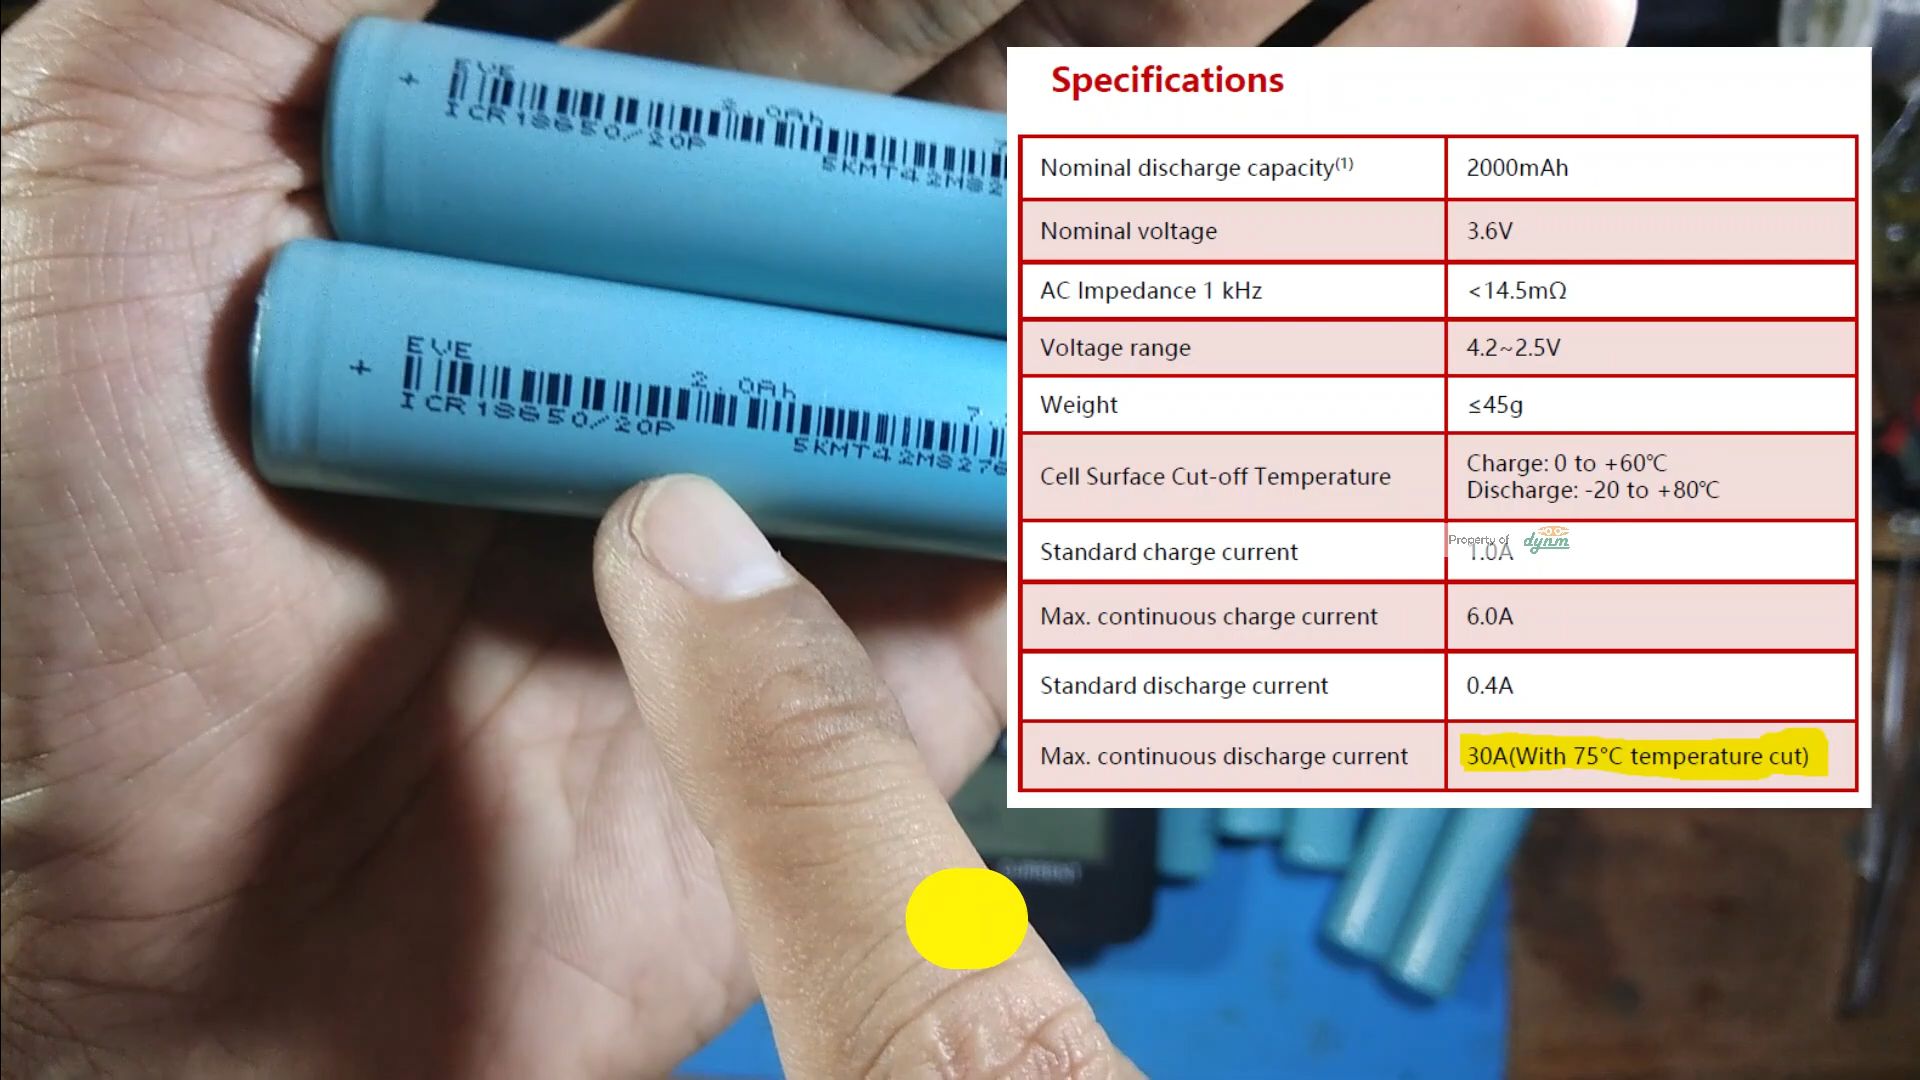 + EVE
2.0Ah
ICR18650/20P
5KMT42M82
+ EVE
2.0Ah
7.
ICR18650/20P
5KMT42M8276
Specifications
Nominal discharge capacity(1) 2000mAh
Nominal voltage 3.6V
AC Impedance 1 kHz <14.5mΩ
Voltage range 4.2~2.5V
Weight ≤45g
Cell Surface Cut-off Temperature Charge: 0 to +60℃
Discharge: -20 to +80℃
Property of dynm
Standard charge current 1.0A
Max. continuous charge current 6.0A
Standard discharge current 0.4A
Max. continuous discharge current 30A(With 75°C temperature cut)